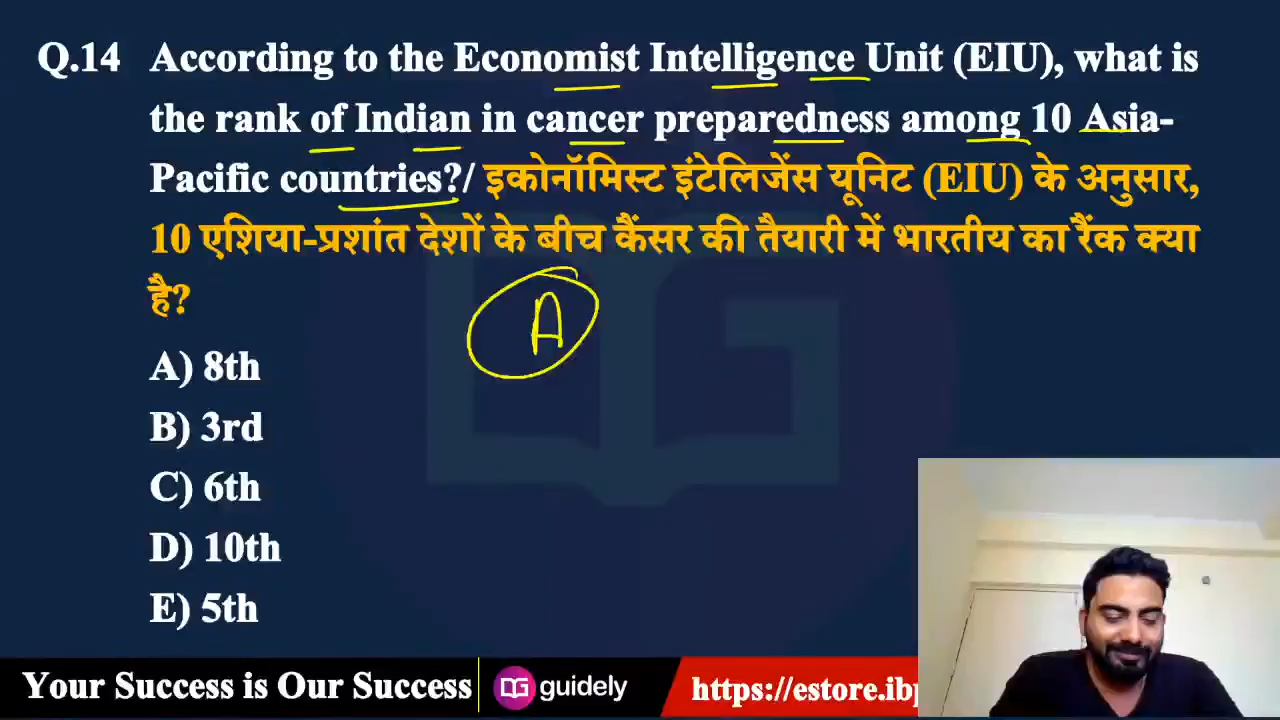 Q.14 According to the Economist Intelligence Unit (EIU), what is
the rank of Indian in cancer preparedness among 10 Asia-
Pacific countries?/ इकोनॉमिस्ट इंटेलिजेंस यूनिट (EIU) के अनुसार,
10 एशिया-प्रशांत देशों के बीच कैंसर की तैयारी में भारतीय का रैंक क्या
है?
A
A) 8th
B) 3rd
C) 6th
D) 10th
E) 5th
Your Success is Our Success guidely https://estore.ibp